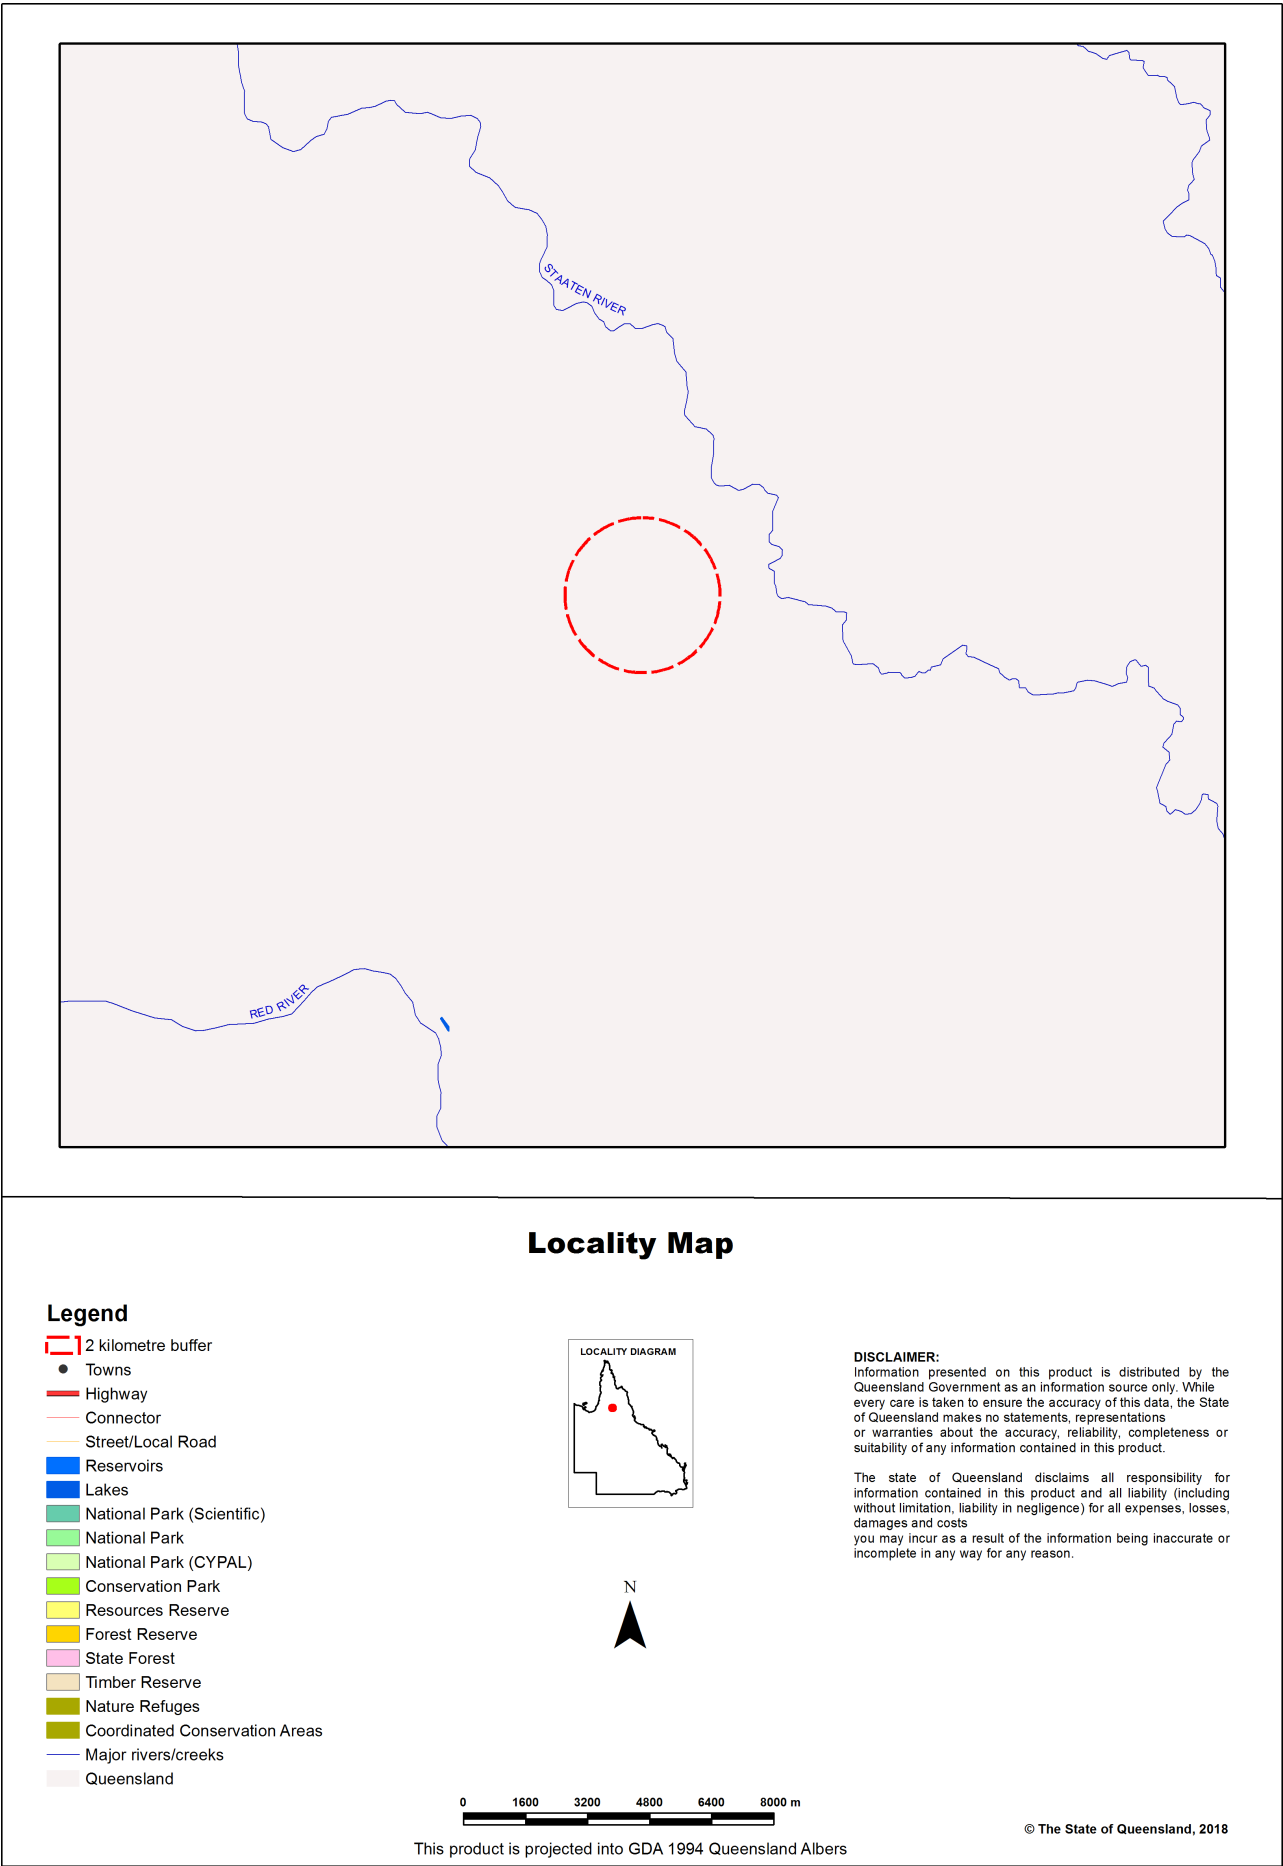 STAATEN RIVER
RED RIVER
Locality Map
Legend
2 kilometre buffer
Towns
Highway
Connector
Street/Local Road
Reservoirs
Lakes
National Park (Scientific)
National Park
National Park (CYPAL)
Conservation Park
Resources Reserve
Forest Reserve
State Forest
Timber Reserve
Nature Refuges
Coordinated Conservation Areas
Major rivers/creeks
Queensland
LOCALITY DIAGRAM
N
0 1600 3200 4800 6400 8000 m
This product is projected into GDA 1994 Queensland Albers
DISCLAIMER:
Information presented on this product is distributed by the
Queensland Government as an information source only. While
every care is taken to ensure the accuracy of this data, the State
of Queensland makes no statements, representations
or warranties about the accuracy, reliability, completeness or
suitability of any information contained in this product.
The state of Queensland disclaims all responsibility for
information contained in this product and all liability (including
without limitation, liability in negligence) for all expenses, losses,
damages and costs
you may incur as a result of the information being inaccurate or
incomplete in any way for any reason.
© The State of Queensland, 2018